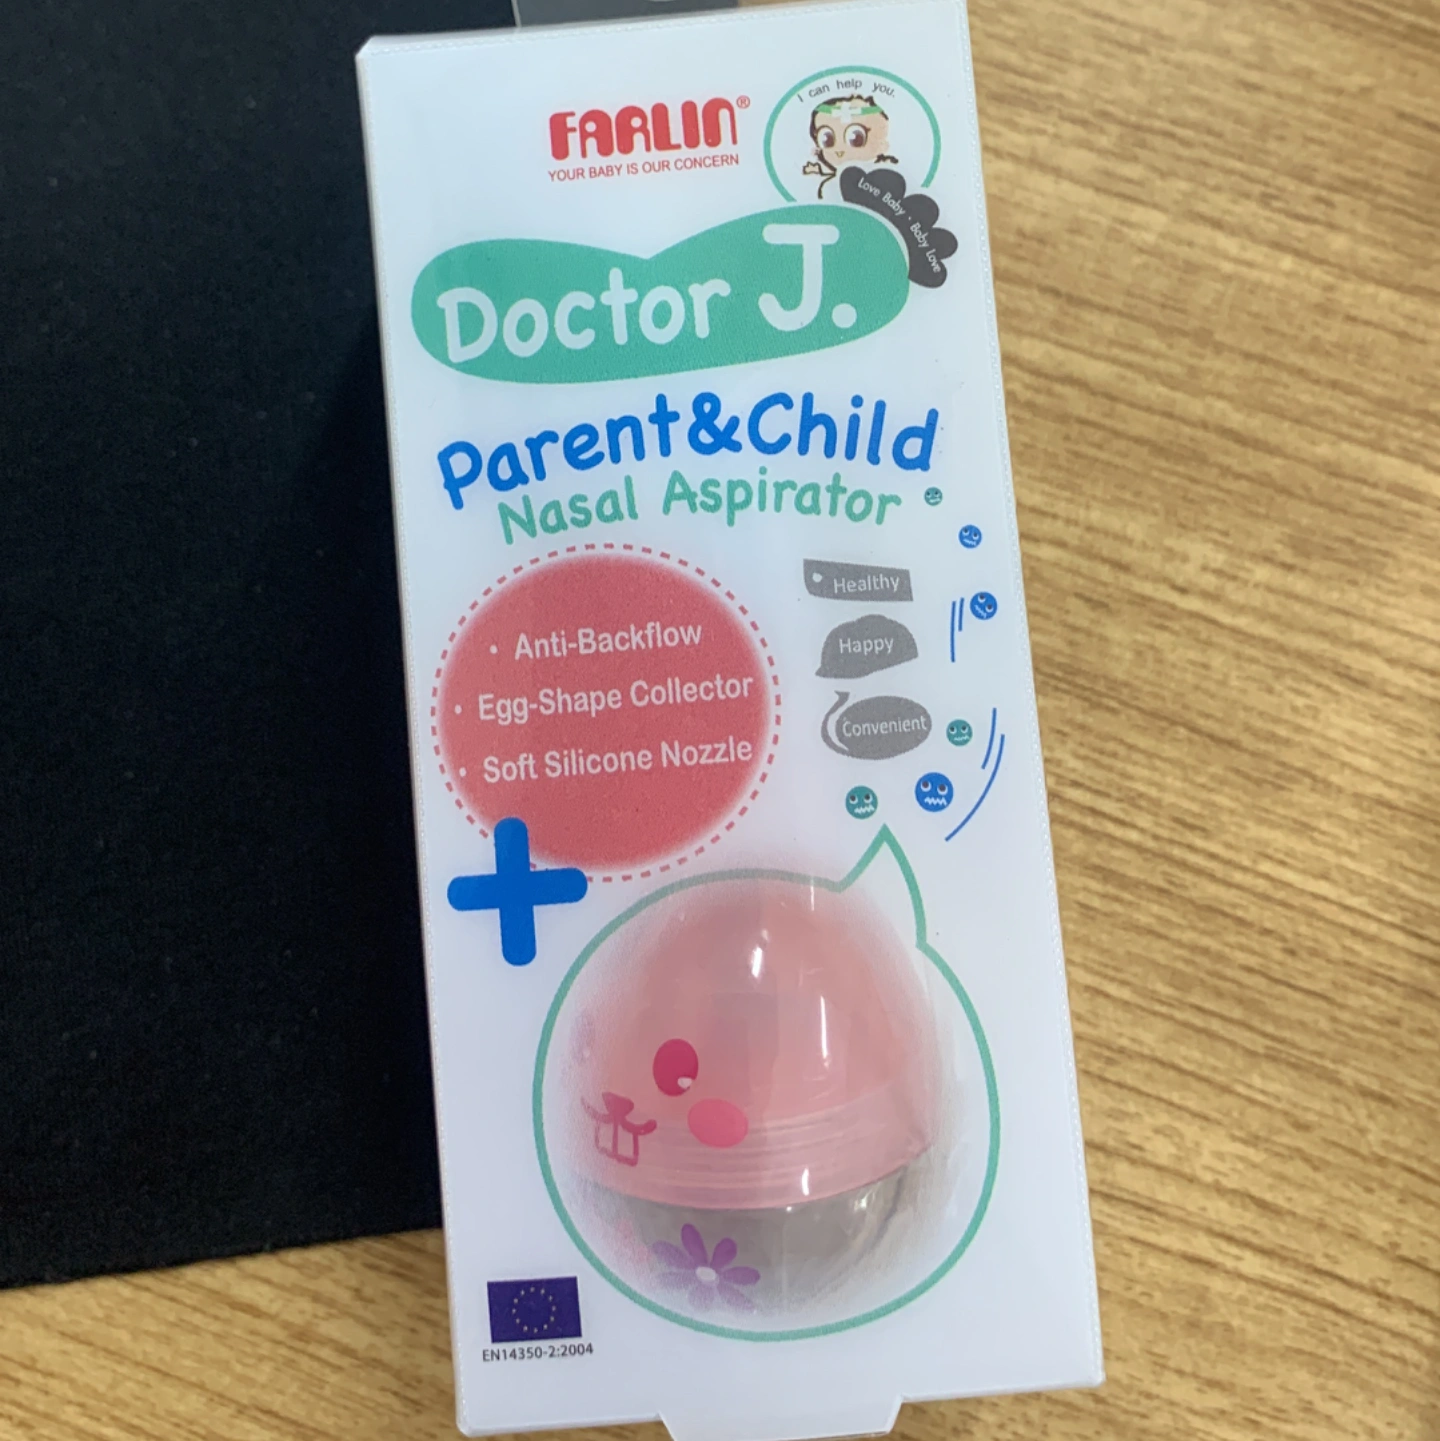 FARLIN®
YOUR BABY IS OUR CONCERN
I can help you.
Love Baby · Baby Love
Doctor J.
Parent&Child
Nasal Aspirator
• Anti-Backflow
• Egg-Shape Collector
• Soft Silicone Nozzle
Healthy
Happy
Convenient
EN14350-2:2004